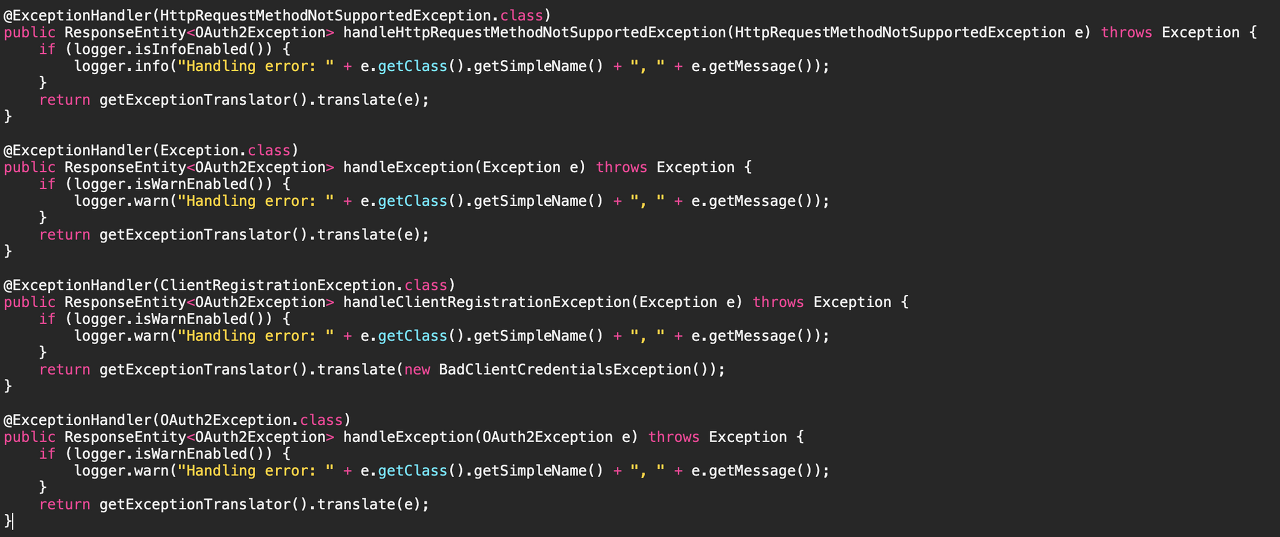 @ExceptionHandler(HttpRequestMethodNotSupportedException.class)
public ResponseEntity<OAuth2Exception> handleHttpRequestMethodNotSupportedException(HttpRequestMethodNotSupportedException e) throws Exception {
    if (logger.isInfoEnabled()) {
        logger.info("Handling error: " + e.getClass().getSimpleName() + ", " + e.getMessage());
    }
    return getExceptionTranslator().translate(e);
}

@ExceptionHandler(Exception.class)
public ResponseEntity<OAuth2Exception> handleException(Exception e) throws Exception {
    if (logger.isWarnEnabled()) {
        logger.warn("Handling error: " + e.getClass().getSimpleName() + ", " + e.getMessage());
    }
    return getExceptionTranslator().translate(e);
}

@ExceptionHandler(ClientRegistrationException.class)
public ResponseEntity<OAuth2Exception> handleClientRegistrationException(Exception e) throws Exception {
    if (logger.isWarnEnabled()) {
        logger.warn("Handling error: " + e.getClass().getSimpleName() + ", " + e.getMessage());
    }
    return getExceptionTranslator().translate(new BadClientCredentialsException());
}

@ExceptionHandler(OAuth2Exception.class)
public ResponseEntity<OAuth2Exception> handleException(OAuth2Exception e) throws Exception {
    if (logger.isWarnEnabled()) {
        logger.warn("Handling error: " + e.getClass().getSimpleName() + ", " + e.getMessage());
    }
    return getExceptionTranslator().translate(e);
}